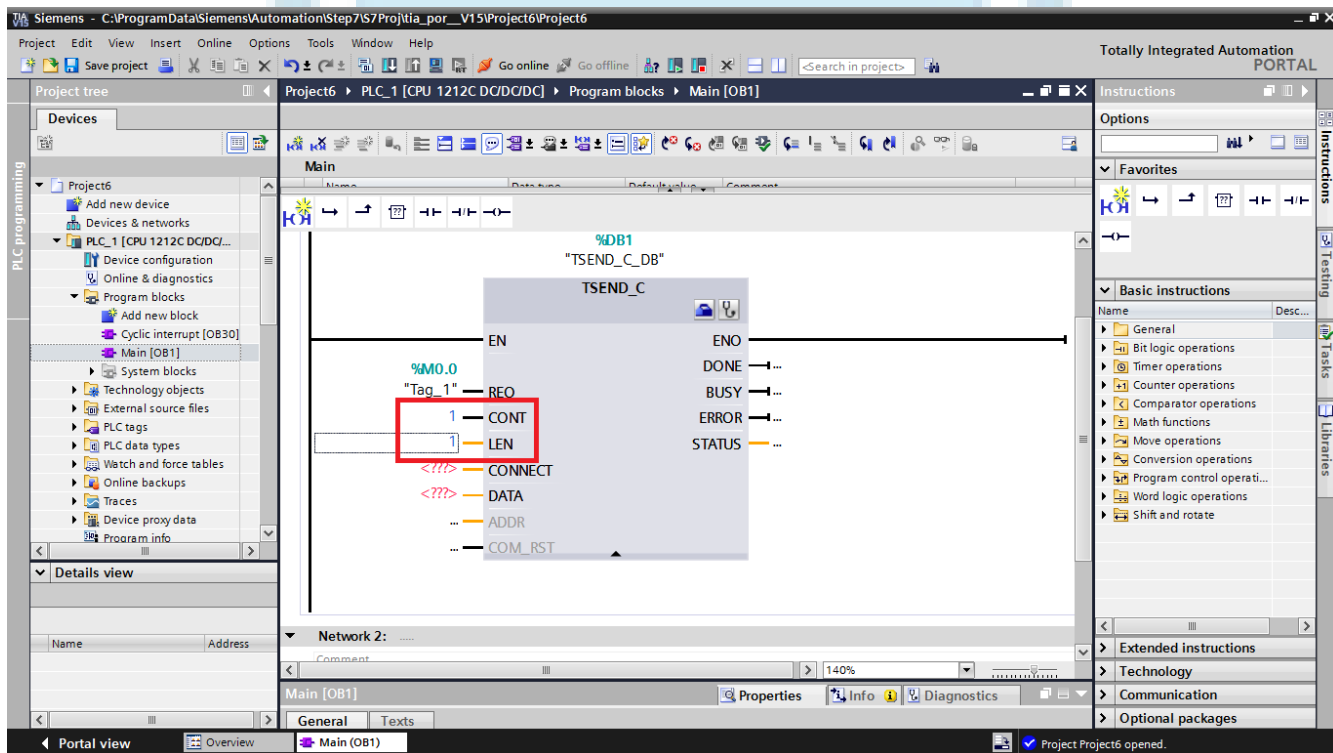 Siemens - C:\ProgramData\Siemens\Automation\Step7\S7Proj\tia_por__V15\Project6\Project6
Project Edit View Insert Online Options Tools Window Help
Totally Integrated Automation
PORTAL
Save project Go online Go offline <Search in project>
Project tree
Project6 PLC_1 [CPU 1212C DC/DC/DC] Program blocks Main [OB1]
Instructions
Devices
Options
Main
Name Data type Default value Comment
Favorites
PLC programming
Project6
Add new device
Devices & networks
PLC_1 [CPU 1212C DC/DC/...
Device configuration
Online & diagnostics
Program blocks
Add new block
Cyclic interrupt [OB30]
Main [OB1]
System blocks
Technology objects
External source files
PLC tags
PLC data types
Watch and force tables
Online backups
Traces
Device proxy data
Program info
Details view
Name Address
%DB1
"TSEND_C_DB"
TSEND_C
EN ENO
DONE ...
%M0.0
"Tag_1" REQ BUSY ...
1 CONT ERROR ...
1 LEN STATUS ...
<???> CONNECT
<???> DATA
... ADDR
... COM_RST
Network 2: .....
Comment
140%
Main [OB1]
Properties Info Diagnostics
General Texts
Basic instructions
Name Desc...
General
Bit logic operations
Timer operations
Counter operations
Comparator operations
Math functions
Move operations
Conversion operations
Program control operati...
Word logic operations
Shift and rotate
Extended instructions
Technology
Communication
Optional packages
Instructions
Testing
Tasks
Libraries
Portal view Overview Main (OB1) Project Project6 opened.